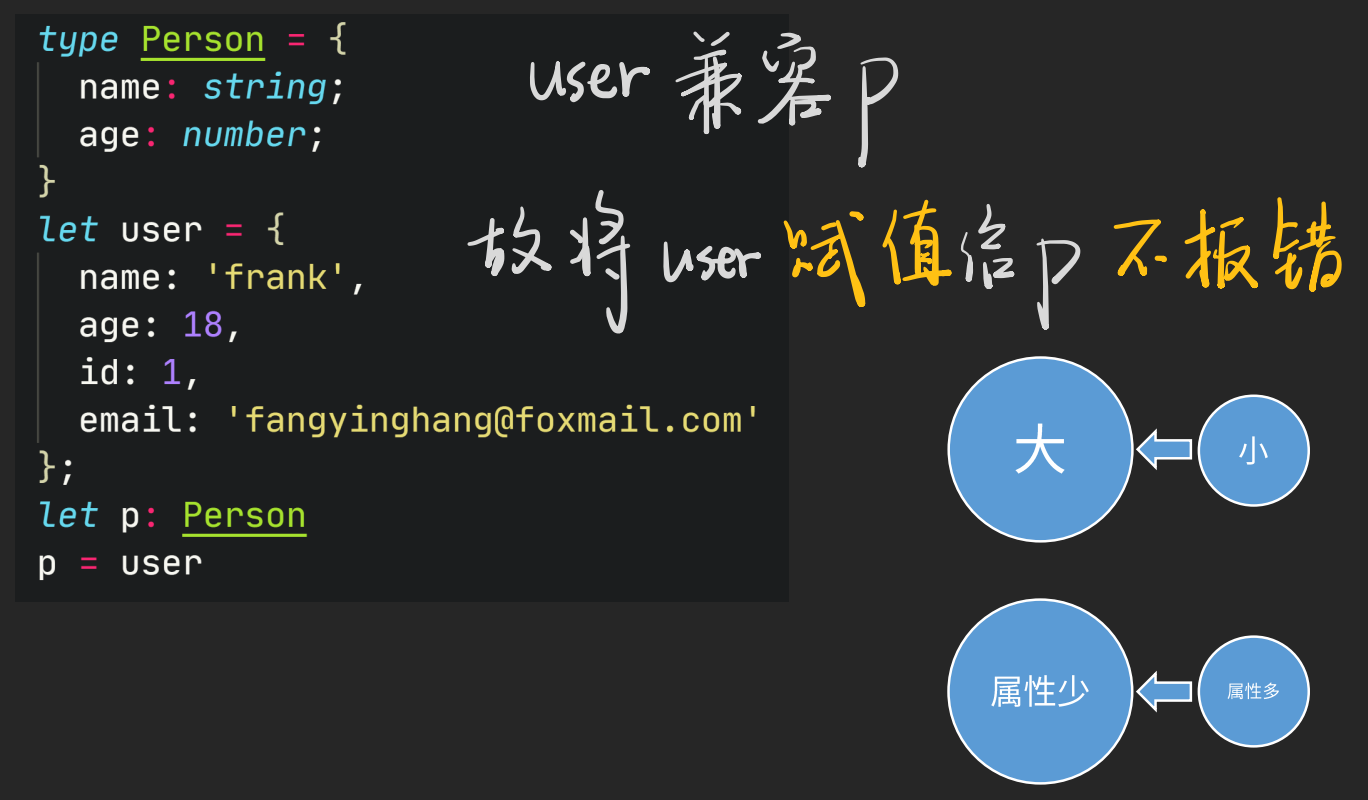 type Person = {
  name: string;
  age: number;
}
let user = {
  name: 'frank',
  age: 18,
  id: 1,
  email: 'fangyinghang@foxmail.com'
};
let p: Person
p = user
user 兼容 p
故将 user 赋值给 p 不报错
大
小
属性少
属性多